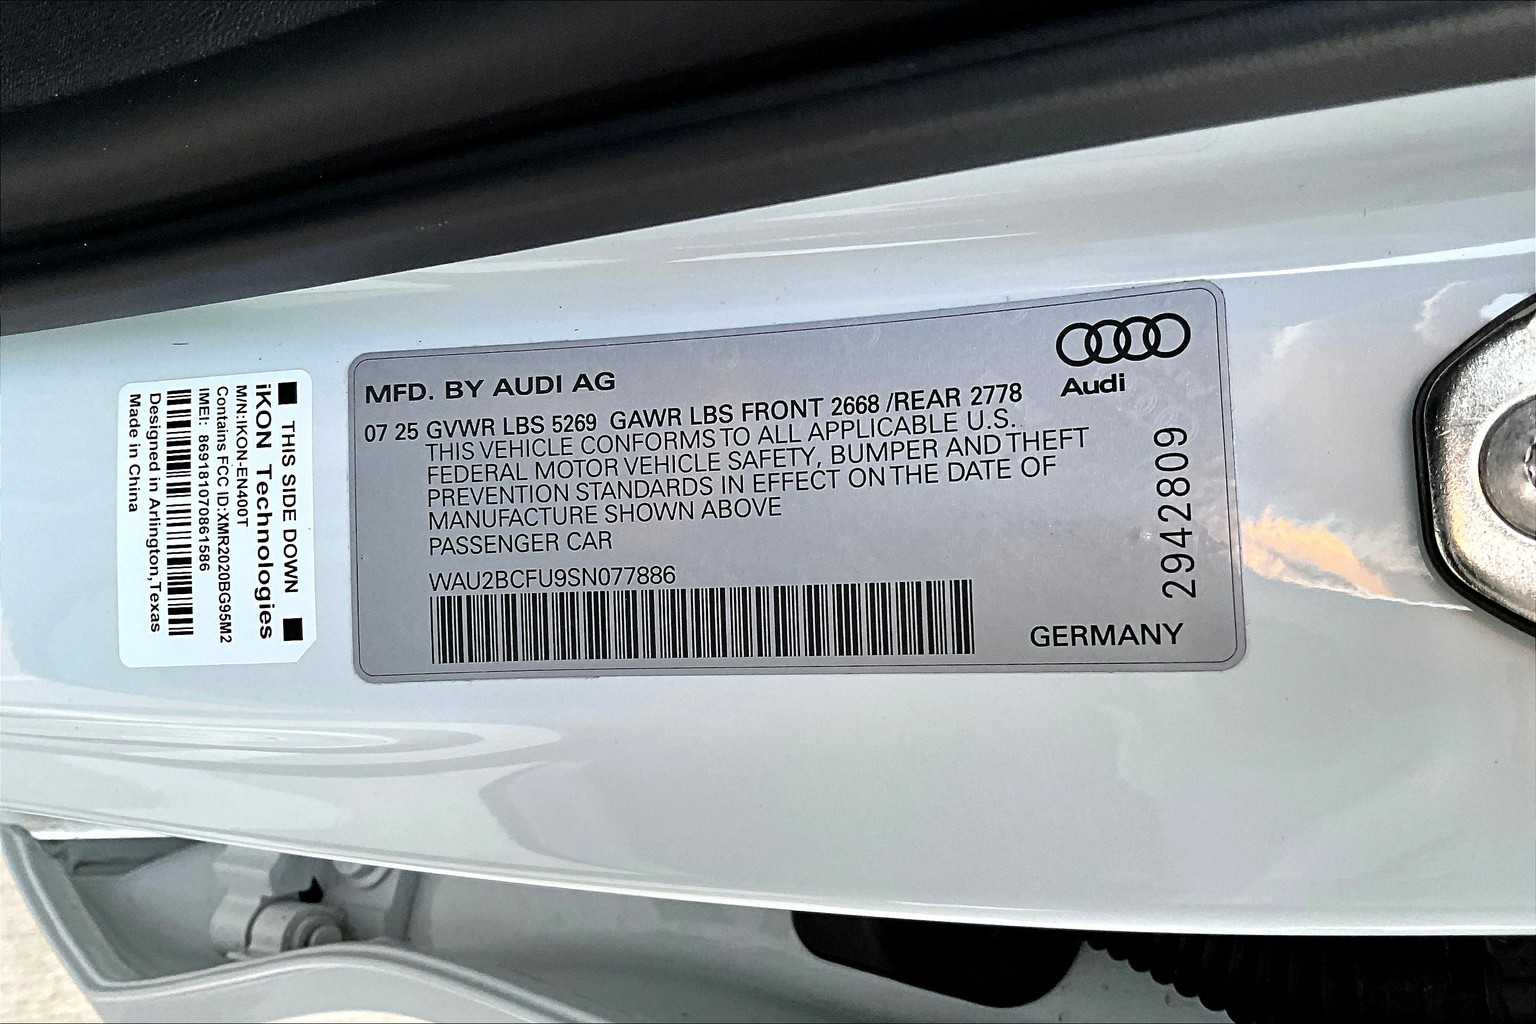 THIS SIDE DOWN
iKON Technologies
M/N:IKON-EN400T
Contains FCC ID:XMR2020BG95M2
IMEI: 869181070861586
Designed in Arlington,Texas
Made in China
MFD. BY AUDI AG
07 25 GVWR LBS 5269 GAWR LBS FRONT 2668 /REAR 2778
THIS VEHICLE CONFORMS TO ALL APPLICABLE U.S.
FEDERAL MOTOR VEHICLE SAFETY, BUMPER AND THEFT
PREVENTION STANDARDS IN EFFECT ON THE DATE OF
MANUFACTURE SHOWN ABOVE
PASSENGER CAR
WAU2BCFU9SN077886
Audi
2942809
GERMANY